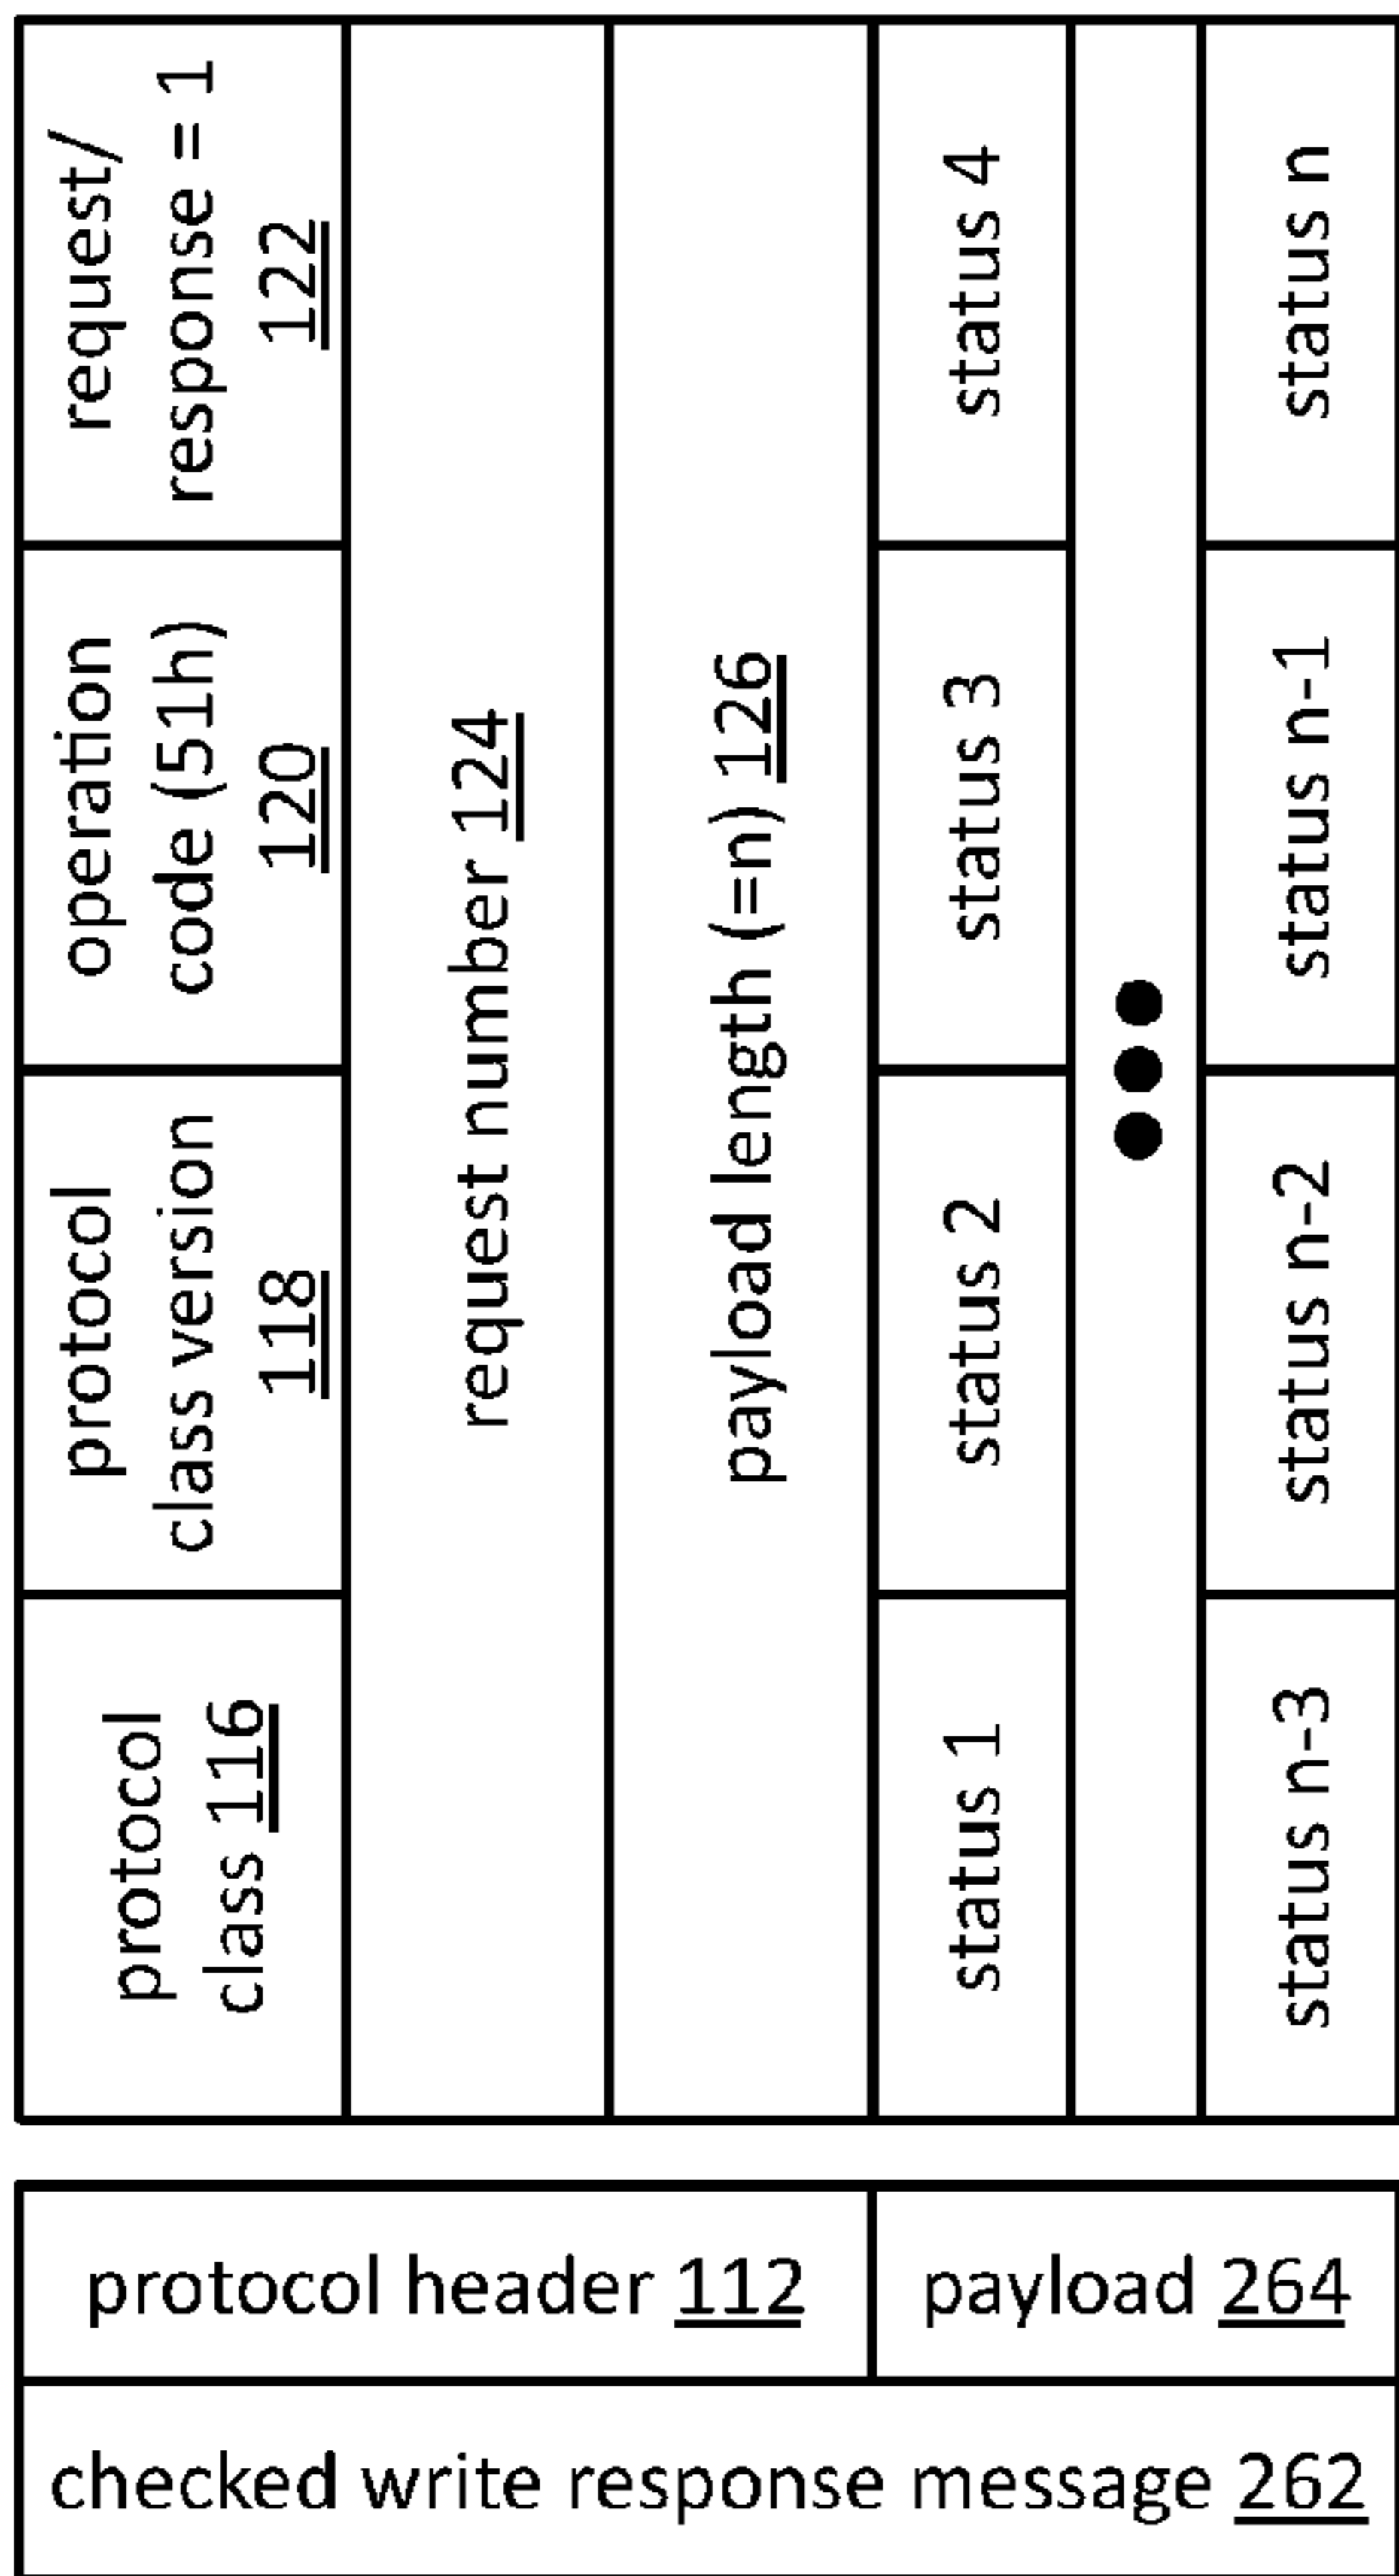 checked write response message 262
protocol header 112
payload 264
protocol
class 116
protocol
class version
118
operation
code (51h)
120
request/
response = 1
122
request number 124
payload length (=n) 126
status 1
status 2
status 3
status 4
status n-3
status n-2
status n-1
status n